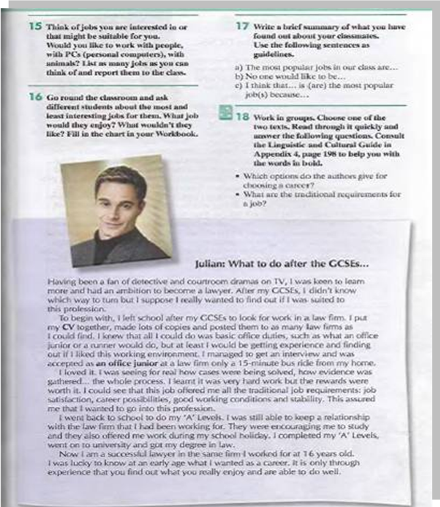 15 Think of jobs you are interested in or
that might be suitable for you.
Would you like to work with people,
with PCs (personal computers), with
animals? List as many jobs as you can
think of and report them to the class.
16 Go round the classroom and ask
different students about the most and
least interesting jobs for them. What job
would they enjoy? What wouldn't they
like? Fill in the chart in your Workbook.
17 Write a brief summary of what you have
found out about your classmates.
Use the following sentences as
guidelines.
a) The most popular jobs in our class are...
b) No one would like to be...
c) I think that... is (are) the most popular
job(s) because...
18 Work in groups. Choose one of the
two texts. Read through it quickly and
answer the following questions. Consult
the Linguistic and Cultural Guide in
Appendix 4, page 198 to help you with
the words in bold.
• Which options do the authors give for
choosing a career?
• What are the traditional requirements for
a job?
Julian: What to do after the GCSEs...
Having been a fan of detective and courtroom dramas on TV, I was keen to learn
more and had an ambition to become a lawyer. After my GCSEs, I didn't know
which way to turn but I suppose I really wanted to find out if I was suited to
this profession.
To begin with, I left school after my GCSEs to look for work in a law firm. I put
my CV together, made lots of copies and posted them to as many law firms as
I could find. I knew that all I could do was basic office duties, such as what an office
junior or a runner would do, but at least I would be getting experience and finding
out if I liked this working environment. I managed to get an interview and was
accepted as an office junior at a law firm only a 15-minute bus ride from my home.
I loved it. I was seeing for real how cases were being solved, how evidence was
gathered... the whole process. I learnt it was very hard work but the rewards were
worth it. I could see that this job offered me all the traditional job requirements: job
satisfaction, career possibilities, good working conditions and stability. This assured
me that I wanted to go into this profession.
I went back to school to do my 'A' Levels. I was still able to keep a relationship
with the law firm that I had been working for. They were encouraging me to study
and they also offered me work during my school holiday. I completed my 'A' Levels,
went on to university and got my degree in law.
Now I am a successful lawyer in the same firm I worked for at 16 years old.
I was lucky to know at an early age what I wanted as a career. It is only through
experience that you find out what you really enjoy and are able to do well.